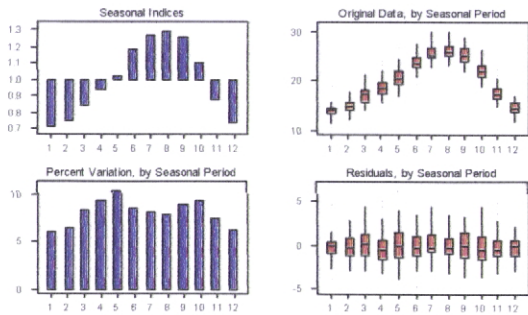 Seasonal Indices
1.3
1.2
1.1
1.0
0.9
0.8
0.7
1 2 3 4 5 6 7 8 9 10 11 12
Original Data, by Seasonal Period
30
20
10
1 2 3 4 5 6 7 8 9 10 11 12
Percent Variation, by Seasonal Period
10
5
0
1 2 3 4 5 6 7 8 9 10 11 12
Residuals, by Seasonal Period
5
0
-5
1 2 3 4 5 6 7 8 9 10 11 12